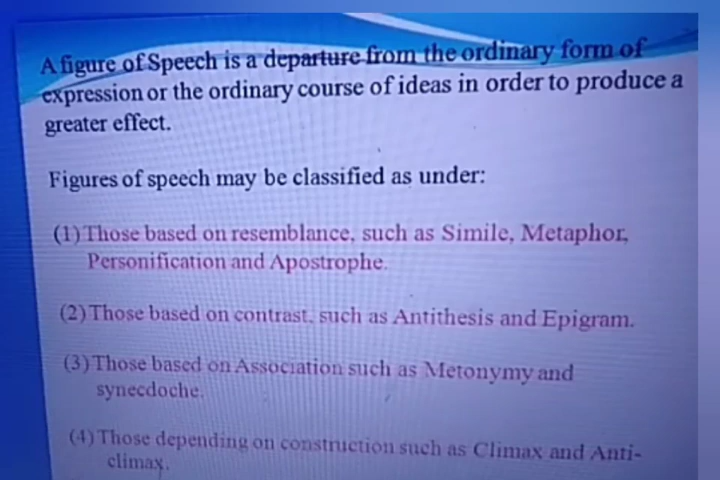 A figure of Speech is a departure from the ordinary form of
expression or the ordinary course of ideas in order to produce a
greater effect.
Figures of speech may be classified as under:
(1) Those based on resemblance, such as Simile, Metaphor,
Personification and Apostrophe.
(2) Those based on contrast, such as Antithesis and Epigram.
(3) Those based on Association such as Metonymy and
synecdoche.
(4) Those depending on construction such as Climax and Anti-
climax.